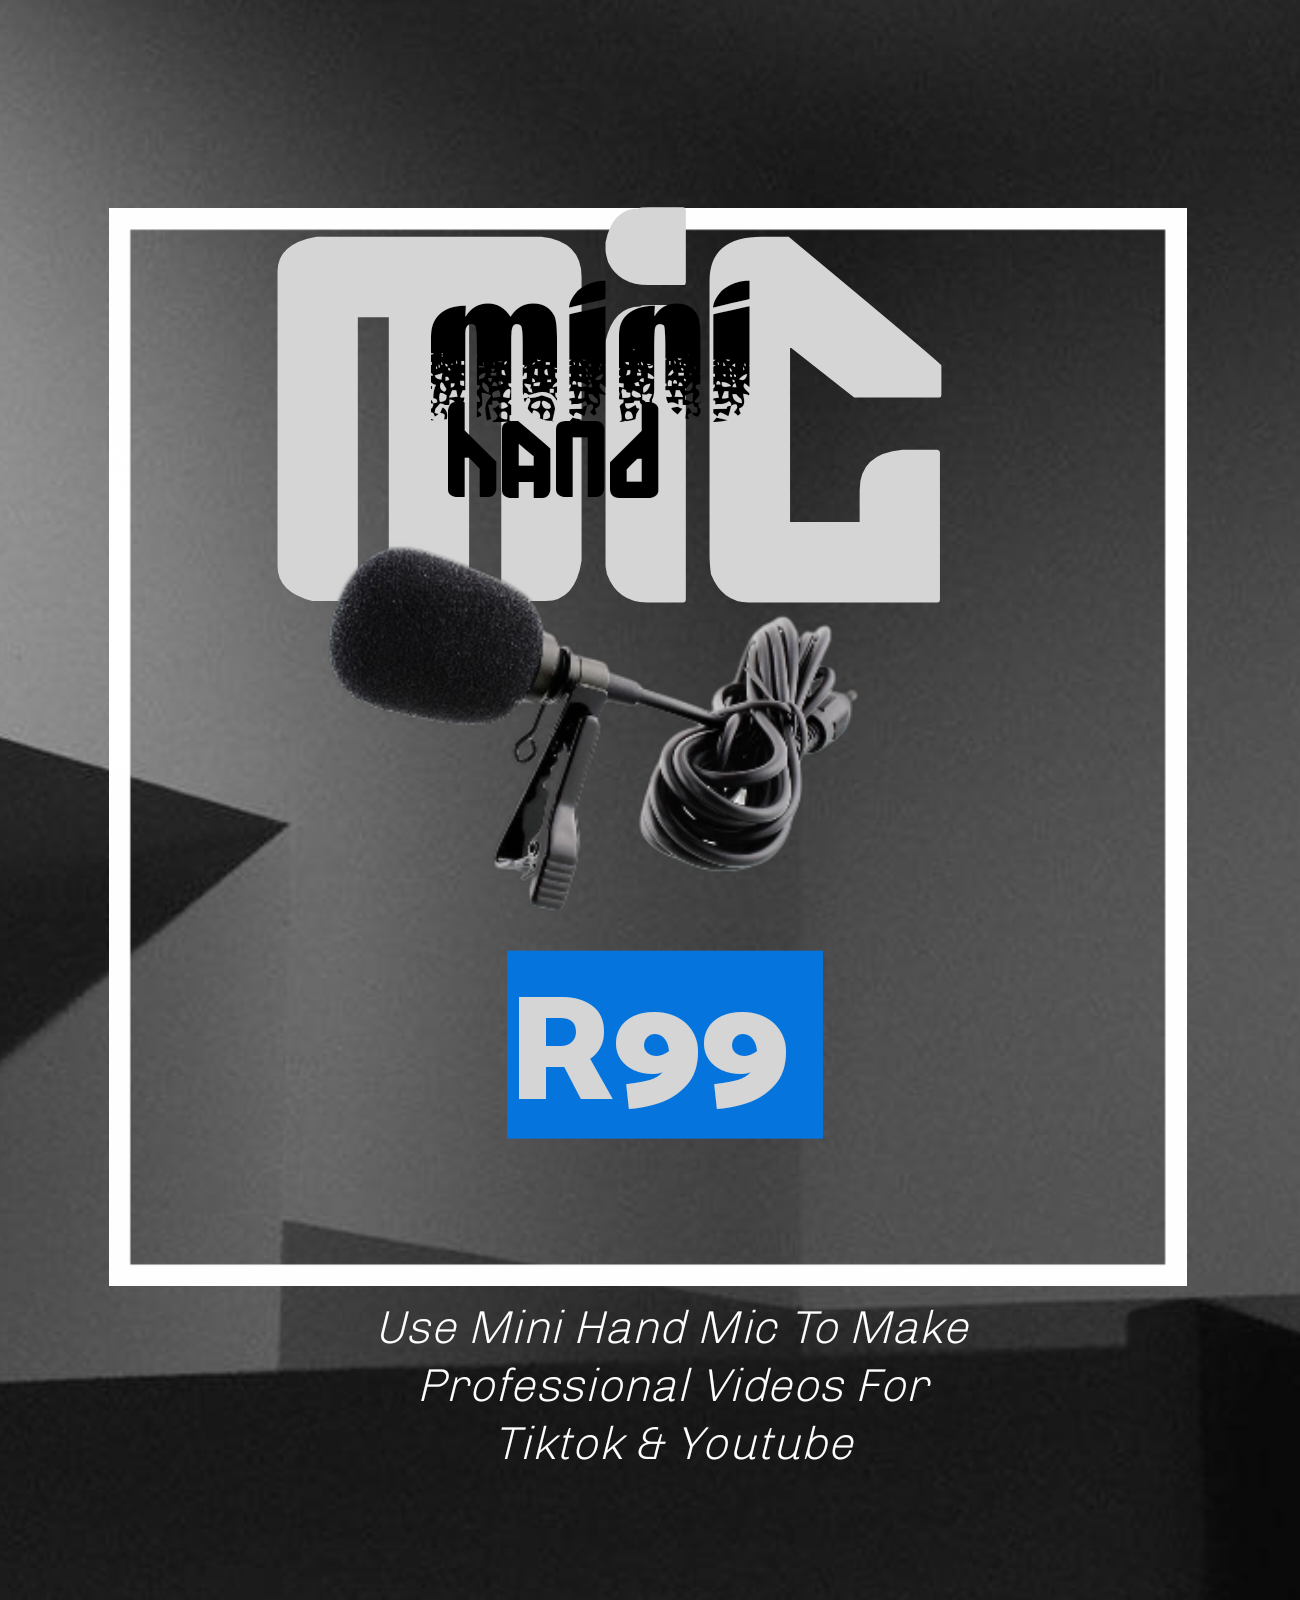 mic
mini
hand
R99
Use Mini Hand Mic To Make
Professional Videos For
Tiktok & Youtube